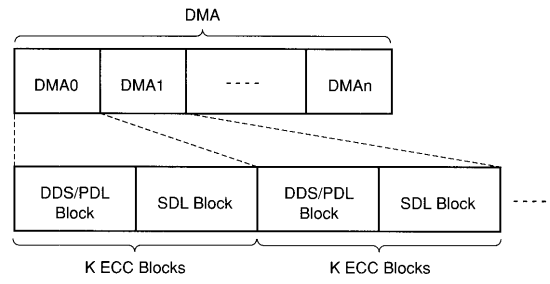 DMA
DMA0 DMA1 ---- DMAn
DDS/PDL Block SDL Block DDS/PDL Block SDL Block ----
K ECC Blocks K ECC Blocks